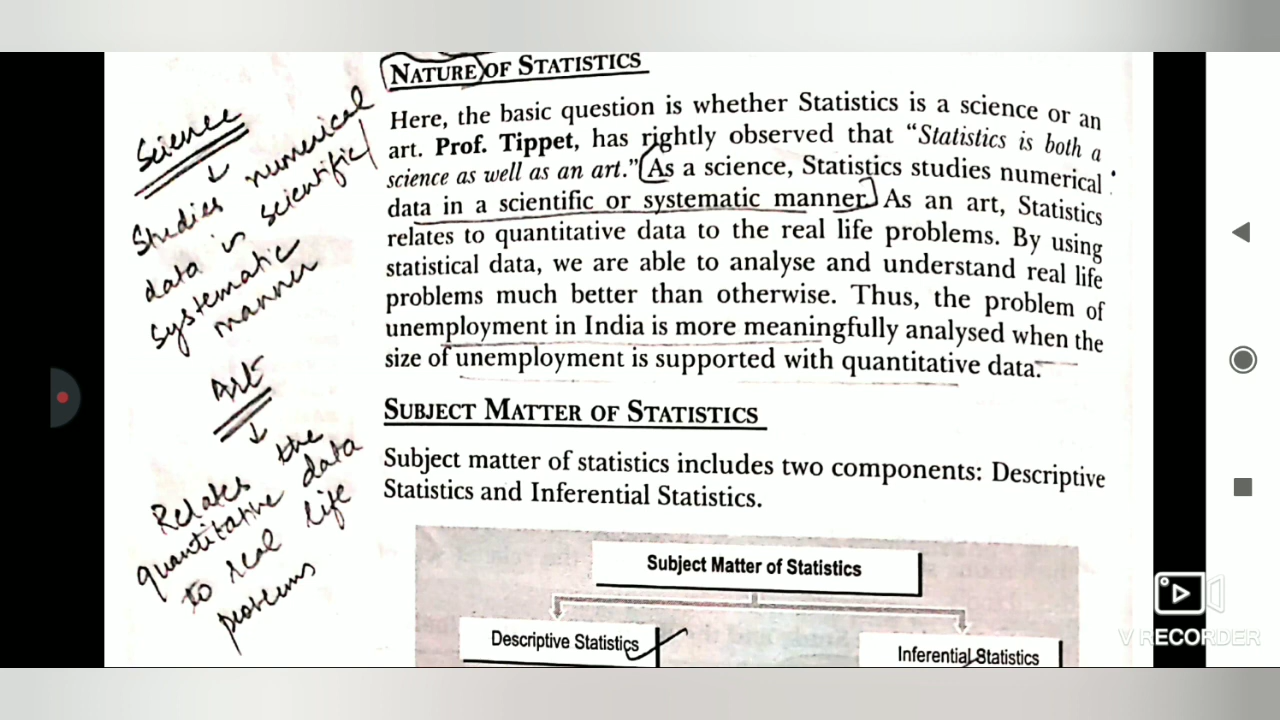 NATURE OF STATISTICS
Here, the basic question is whether Statistics is a science or an
art. Prof. Tippet, has rightly observed that “Statistics is both a
science as well as an art.” As a science, Statistics studies numerical
data in a scientific or systematic manner. As an art, Statistics
relates to quantitative data to the real life problems. By using
statistical data, we are able to analyse and understand real life
problems much better than otherwise. Thus, the problem of
unemployment in India is more meaningfully analysed when the
size of unemployment is supported with quantitative data.
SUBJECT MATTER OF STATISTICS
Subject matter of statistics includes two components: Descriptive
Statistics and Inferential Statistics.
Subject Matter of Statistics
Descriptive Statistics
Inferential Statistics
Science
Studies numerical
data in scientific/
systematic
manner
Art
Relates the
quantitative data
to real life
proems
V RECORDER